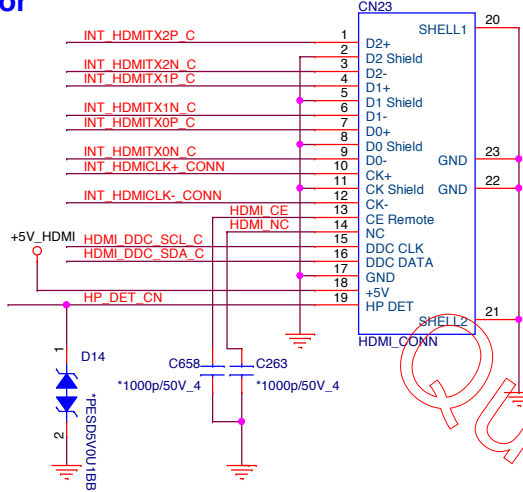 or
CN23
INT_HDMITX2P_C 1 D2+ SHELL1 20
2 D2 Shield
INT_HDMITX2N_C 3 D2-
INT_HDMITX1P_C 4 D1+
5 D1 Shield
INT_HDMITX1N_C 6 D1-
INT_HDMITX0P_C 7 D0+
8 D0 Shield
INT_HDMITX0N_C 9 D0- GND 23
INT_HDMICLK+_CONN 10 CK+
11 CK Shield GND 22
INT_HDMICLK-_CONN 12 CK-
HDMI_CE 13 CE Remote
HDMI_NC 14 NC
+5V_HDMI HDMI_DDC_SCL_C 15 DDC CLK
HDMI_DDC_SDA_C 16 DDC DATA
17 GND
18 +5V
HP_DET_CN 19 HP DET
SHELL2 21
HDMI_CONN
1 D14
C658 C263
*1000p/50V_4 *1000p/50V_4
*PESD5V0U1BB
2
Qu